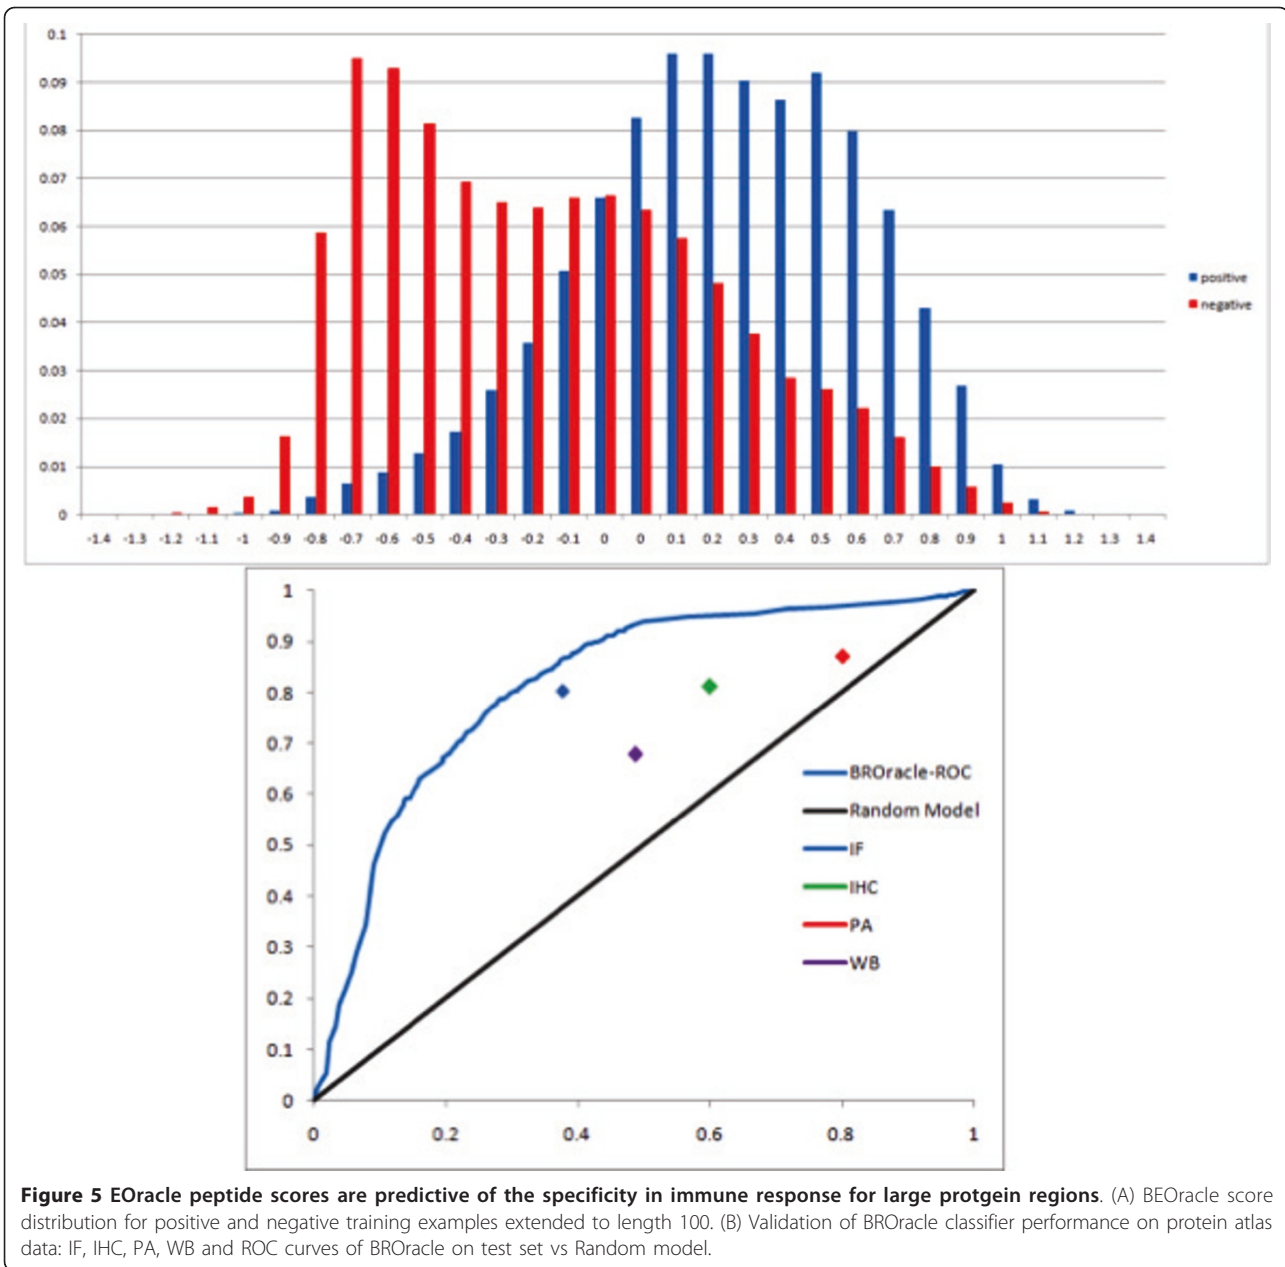 0.1
0.09
0.08
0.07
0.06
0.05
0.04
0.03
0.02
0.01
0
-1.4 -1.3 -1.2 -1.1 -1 -0.9 -0.8 -0.7 -0.6 -0.5 -0.4 -0.3 -0.2 -0.1 0 0 0.1 0.2 0.3 0.4 0.5 0.6 0.7 0.8 0.9 1 1.1 1.2 1.3 1.4
positive
negative
1
0.9
0.8
0.7
0.6
0.5
0.4
0.3
0.2
0.1
0
0 0.2 0.4 0.6 0.8 1
BROracle-ROC
Random Model
IF
IHC
PA
WB
Figure 5 EOracle peptide scores are predictive of the specificity in immune response for large protgein regions. (A) BEOracle score
distribution for positive and negative training examples extended to length 100. (B) Validation of BROracle classifier performance on protein atlas
data: IF, IHC, PA, WB and ROC curves of BROracle on test set vs Random model.